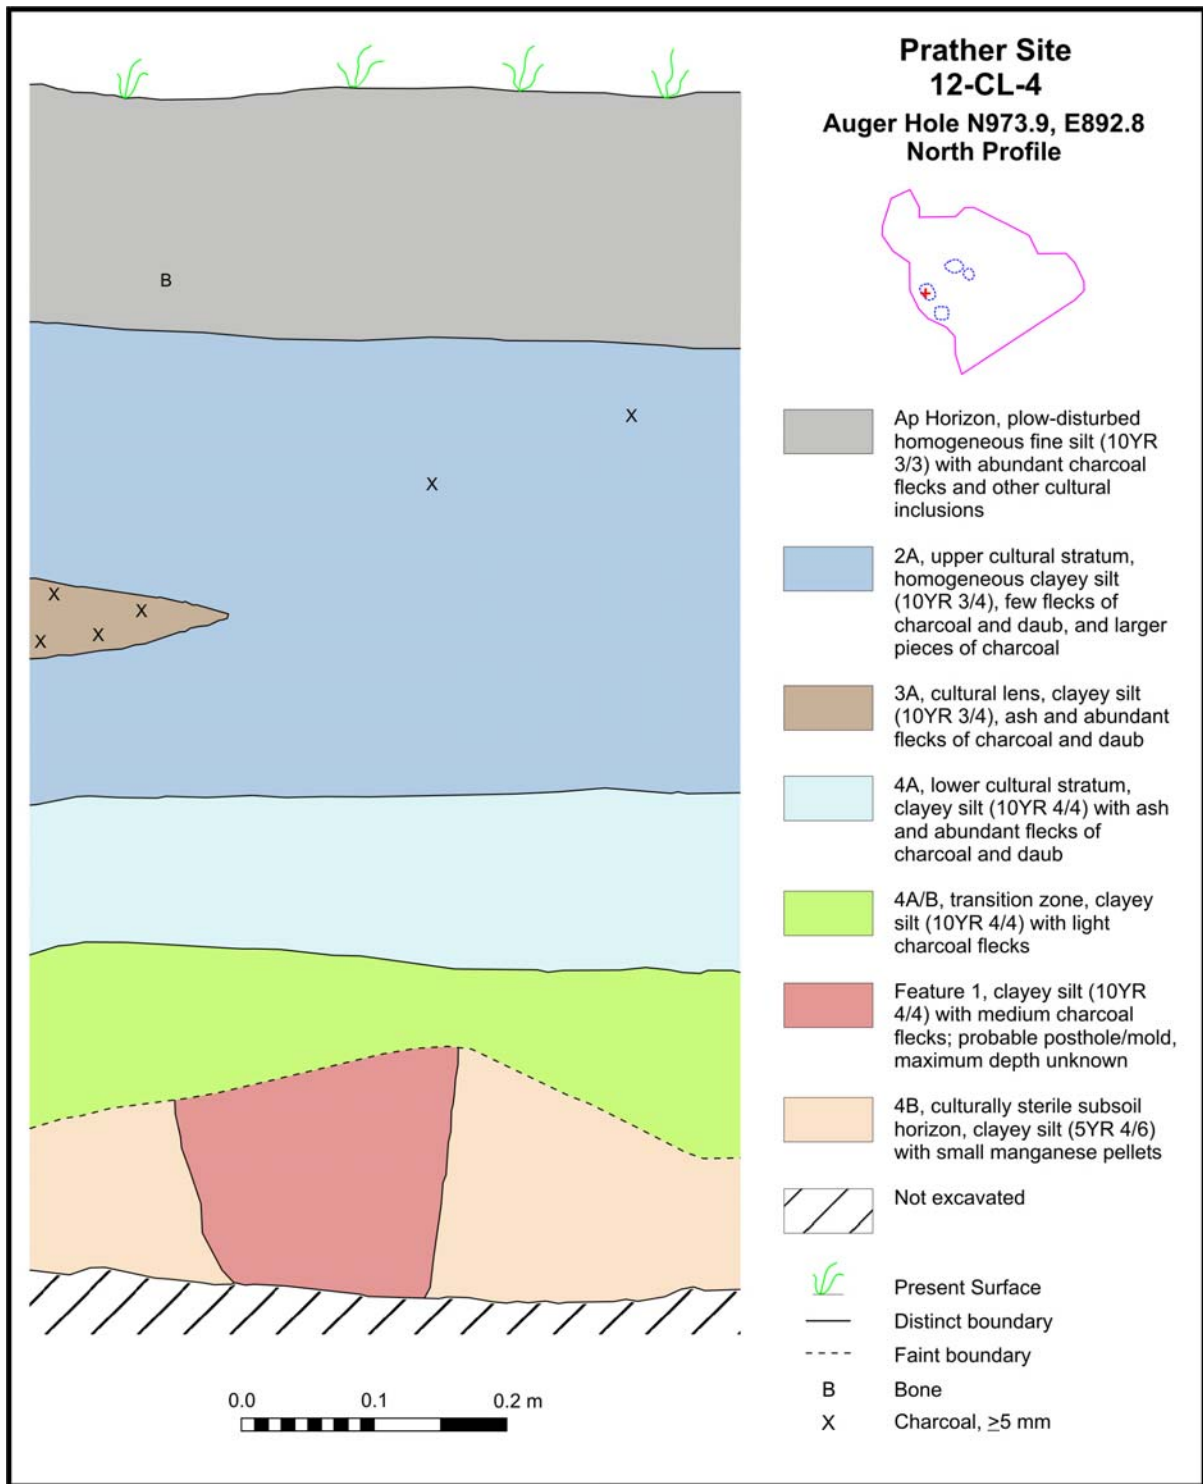 Prather Site
12-CL-4
Auger Hole N973.9, E892.8
North Profile
B
X
X
X
X
X
X
Ap Horizon, plow-disturbed
homogeneous fine silt (10YR
3/3) with abundant charcoal
flecks and other cultural
inclusions
2A, upper cultural stratum,
homogeneous clayey silt
(10YR 3/4), few flecks of
charcoal and daub, and larger
pieces of charcoal
3A, cultural lens, clayey silt
(10YR 3/4), ash and abundant
flecks of charcoal and daub
4A, lower cultural stratum,
clayey silt (10YR 4/4) with ash
and abundant flecks of
charcoal and daub
4A/B, transition zone, clayey
silt (10YR 4/4) with light
charcoal flecks
Feature 1, clayey silt (10YR
4/4) with medium charcoal
flecks; probable posthole/mold,
maximum depth unknown
4B, culturally sterile subsoil
horizon, clayey silt (5YR 4/6)
with small manganese pellets
Not excavated
Present Surface
Distinct boundary
Faint boundary
B Bone
X Charcoal, ≥5 mm
0.0 0.1 0.2 m